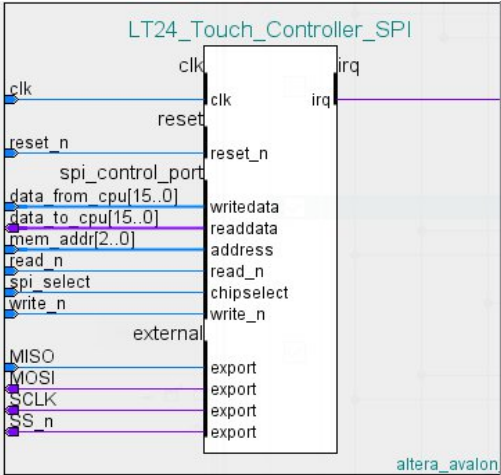 LT24_Touch_Controller_SPI
clk irq
clk clk irq
reset
reset_n reset_n
spi_control_port
data_from_cpu[15..0] writedata
data_to_cpu[15..0] readdata
mem_addr[2..0] address
read_n read_n
spi_select chipselect
write_n write_n
external
MISO export
MOSI export
SCLK export
SS_n export
altera_avalon